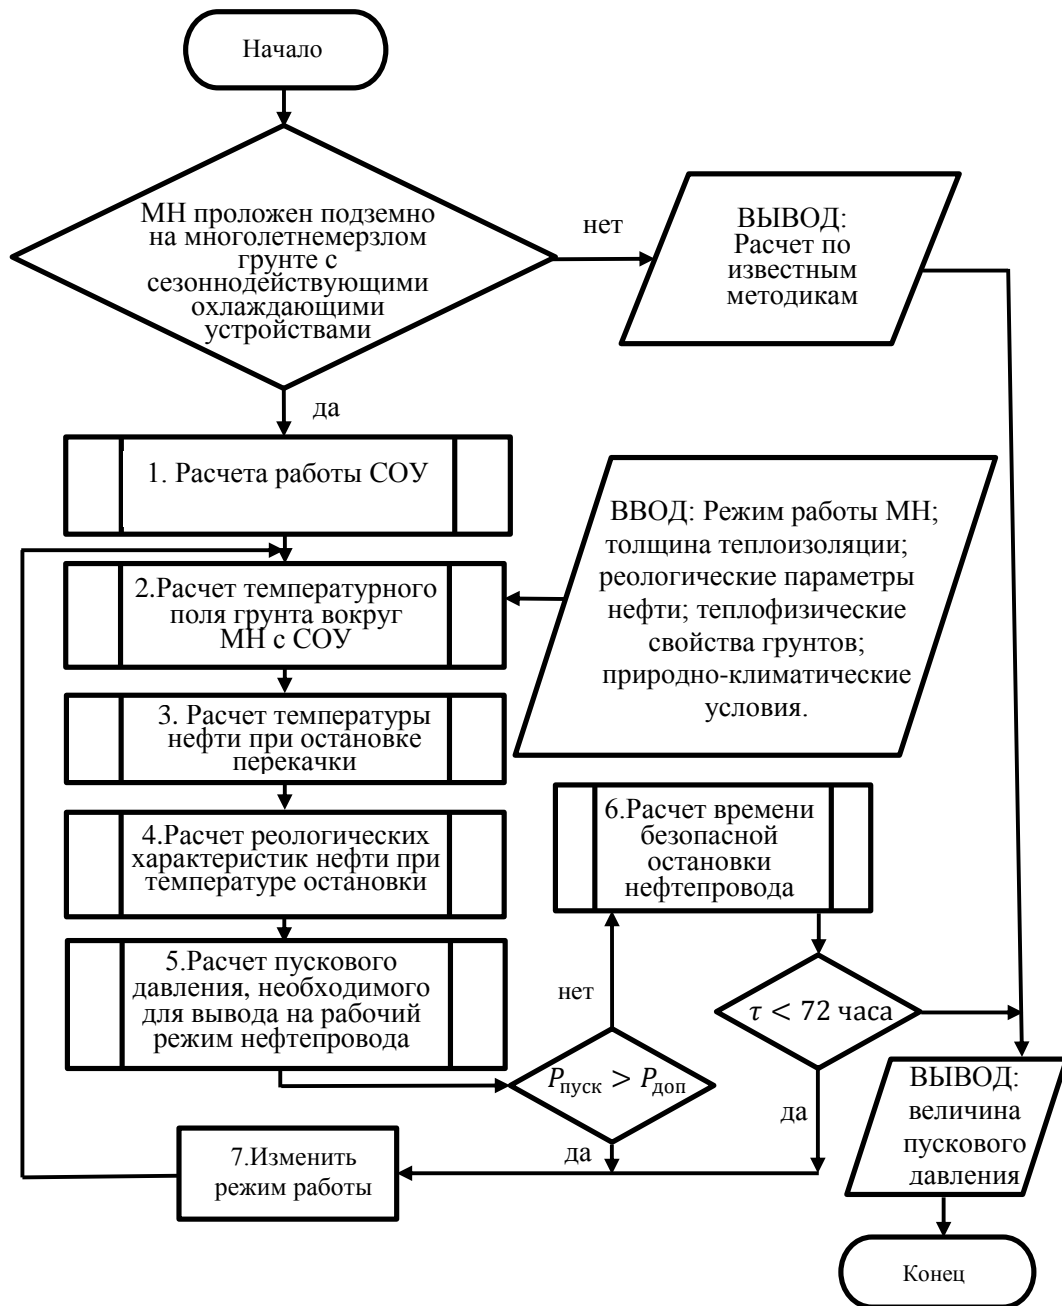 Начало
МН проложен подземно
на многолетнемерзлом
грунте с
сезоннодействующими
охлаждающими
устройствами
нет
ВЫВОД:
Расчет по
известным
методикам
да
1. Расчета работы СОУ
ВВОД: Режим работы МН;
толщина теплоизоляции;
реологические параметры
нефти; теплофизические
свойства грунтов;
природно-климатические
условия.
2.Расчет температурного
поля грунта вокруг
МН с СОУ
3. Расчет температуры
нефти при остановке
перекачки
4.Расчет реологических
характеристик нефти при
температуре остановки
5.Расчет пускового
давления, необходимого
для вывода на рабочий
режим нефтепровода
6.Расчет времени
безопасной
остановки
нефтепровода
нет
τ < 72 часа
Pпуск > Pдоп
да
да
ВЫВОД:
величина
пускового
давления
7.Изменить
режим работы
Конец